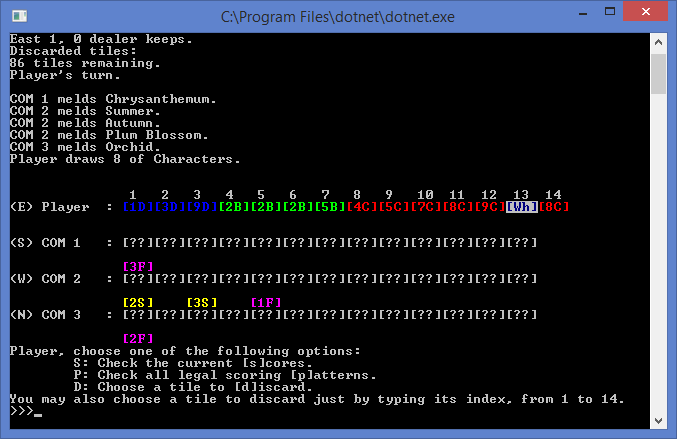 C:\Program Files\dotnet\dotnet.exe
East 1, 0 dealer keeps.
Discarded tiles:
86 tiles remaining.
Player's turn.
COM 1 melds Chrysanthemum.
COM 2 melds Summer.
COM 2 melds Autumn.
COM 2 melds Plum Blossom.
COM 3 melds Orchid.
Player draws 8 of Characters.
1 2 3 4 5 6 7 8 9 10 11 12 13 14
(E) Player : [1D][3D][9D][2B][2B][2B][5B][4C][5C][7C][8C][9C][Wh][8C]
(S) COM 1 : [??][??][??][??][??][??][??][??][??][??][??][??][??]
[3F]
(W) COM 2 : [??][??][??][??][??][??][??][??][??][??][??][??][??]
[2S] [3S] [1F]
(N) COM 3 : [??][??][??][??][??][??][??][??][??][??][??][??][??]
[2F]
Player, choose one of the following options:
S: Check the current [s]cores.
P: Check all legal scoring [p]atterns.
D: Choose a tile to [d]iscard.
You may also choose a tile to discard just by typing its index, from 1 to 14.
>>>_